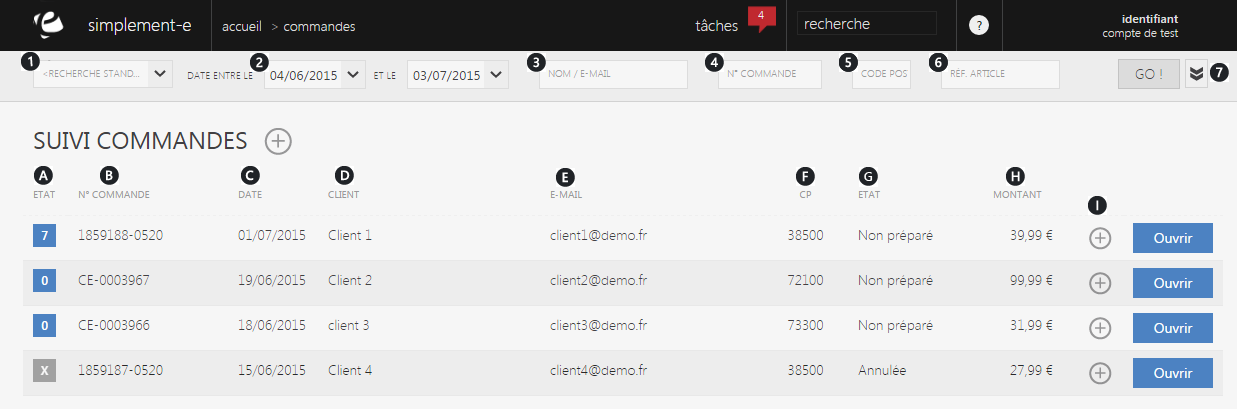 simplement-e
accueil > commandes
tâches
4
recherche
?
identifiant
compte de test
1
<RECHERCHE STAND...
DATE ENTRE LE
2
04/06/2015
ET LE
03/07/2015
3
NOM / E-MAIL
4
N° COMMANDE
5
CODE POS
6
RÉF. ARTICLE
GO !
7
SUIVI COMMANDES
A B C D E F G H I
ETAT N° COMMANDE DATE CLIENT E-MAIL CP ETAT MONTANT
7 1859188-0520 01/07/2015 Client 1 client1@demo.fr 38500 Non préparé 39,99 € Ouvrir
0 CE-0003967 19/06/2015 Client 2 client2@demo.fr 72100 Non préparé 99,99 € Ouvrir
0 CE-0003966 18/06/2015 client 3 client3@demo.fr 73300 Non préparé 31,99 € Ouvrir
X 1859187-0520 15/06/2015 Client 4 client4@demo.fr 38500 Annulée 27,99 € Ouvrir